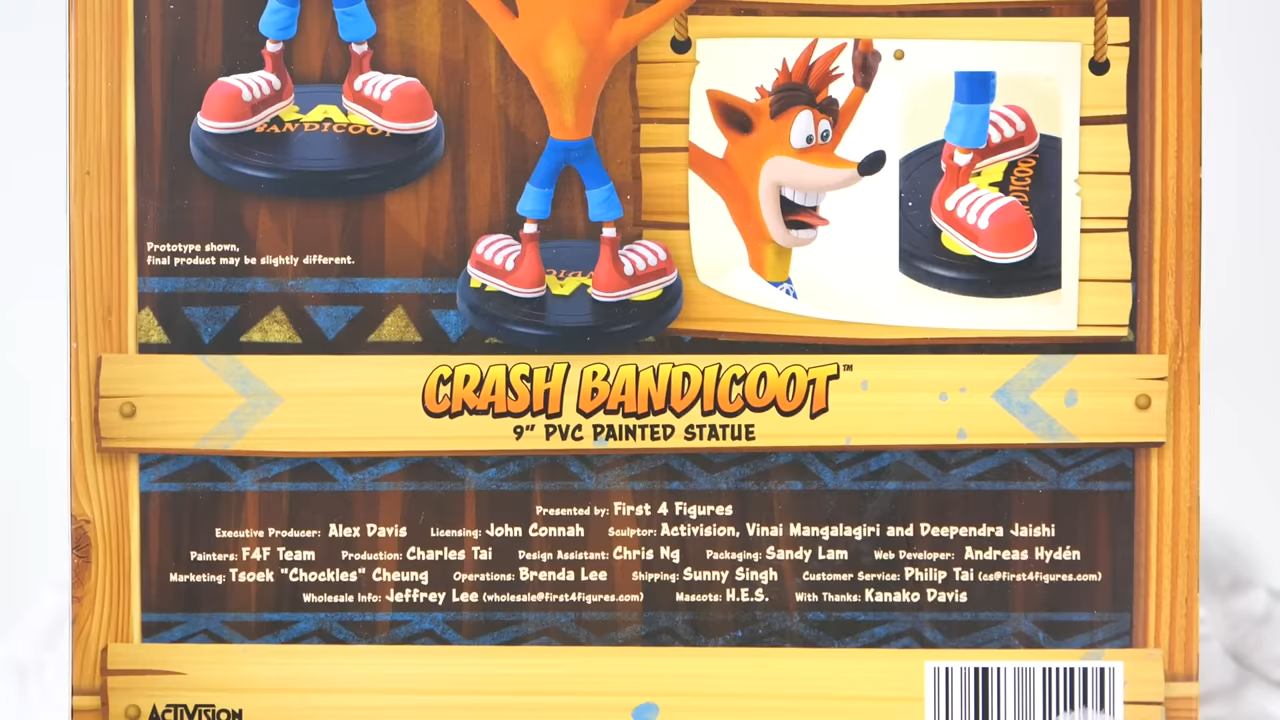 BANDICOOT
Prototype shown,
final product may be slightly different.
CRASH BANDICOOT™
9" PVC PAINTED STATUE
Presented by: First 4 Figures
Executive Producer: Alex Davis Licensing: John Connah Sculptor: Activision, Vinai Mangalagiri and Deependra Jaishi
Painters: F4F Team Production: Charles Tai Design Assistant: Chris Ng Packaging: Sandy Lam Web Developer: Andreas Hydén
Marketing: Tsoek "Chockles" Cheung Operations: Brenda Lee Shipping: Sunny Singh Customer Service: Philip Tai (cs@first4figures.com)
Wholesale Info: Jeffrey Lee (wholesale@first4figures.com) Mascots: H.E.S. With Thanks: Kanako Davis
ACTIVISION